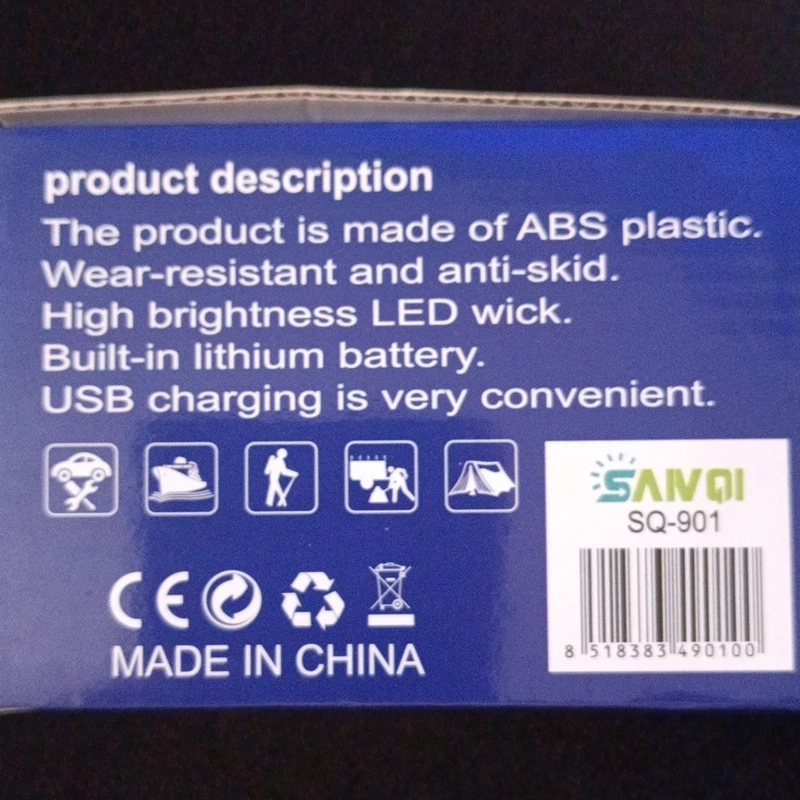 product description
The product is made of ABS plastic.
Wear-resistant and anti-skid.
High brightness LED wick.
Built-in lithium battery.
USB charging is very convenient.
SAIVQI
SQ-901
8 518383 490100
CE
MADE IN CHINA